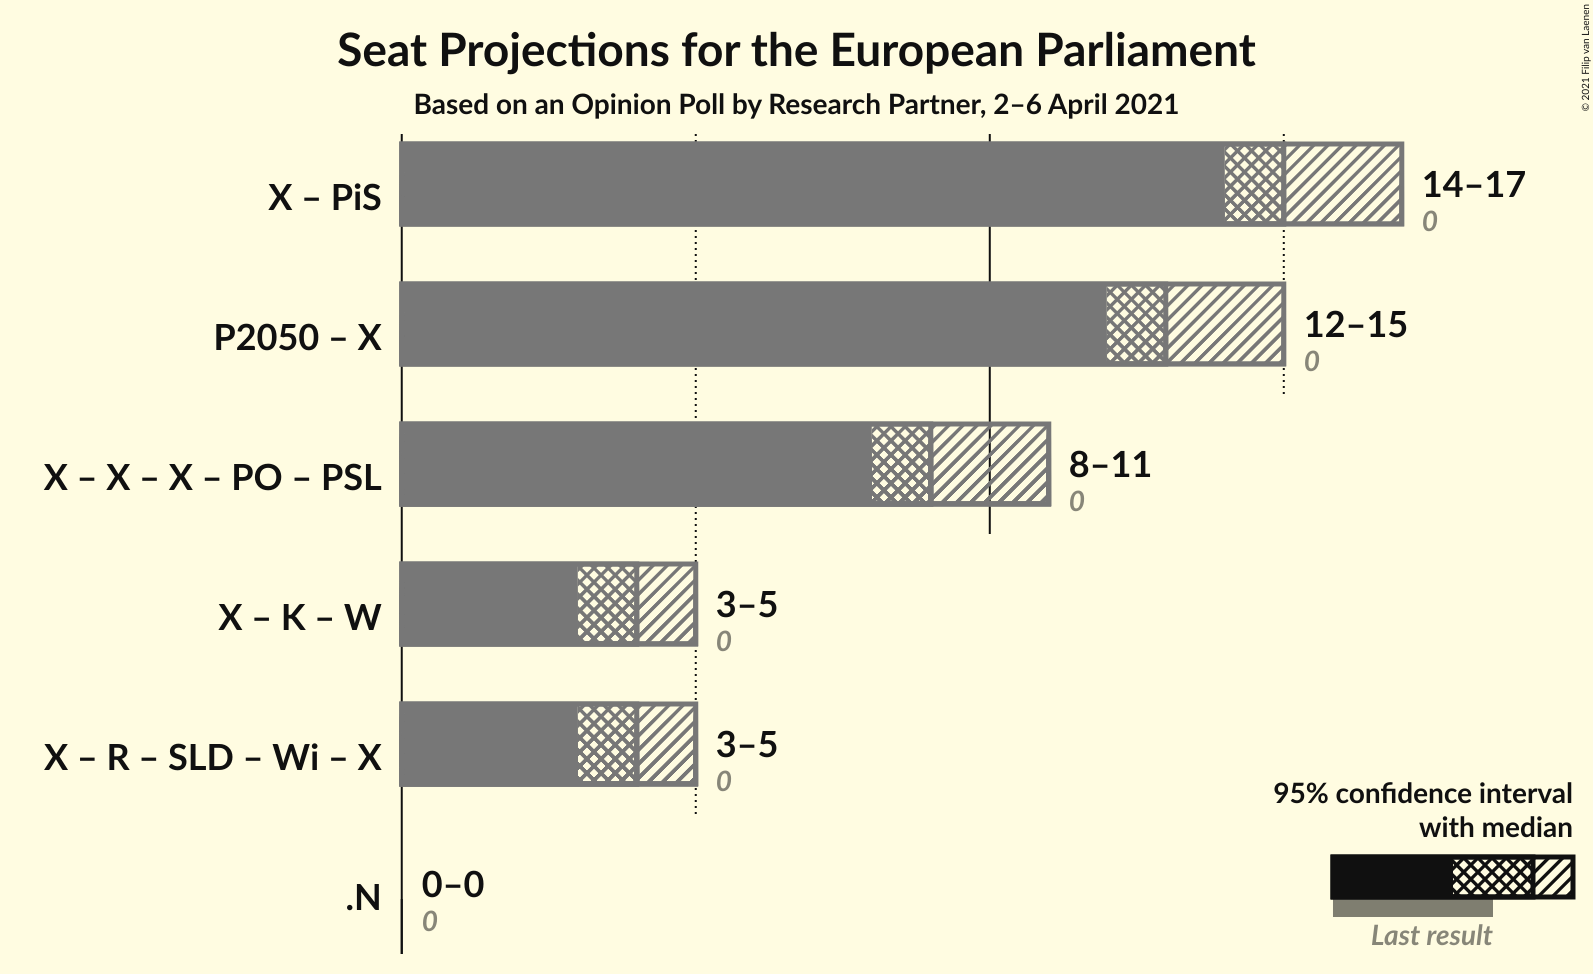 Seat Projections for the European Parliament
Based on an Opinion Poll by Research Partner, 2–6 April 2021
© 2021 Filip van Laenen
X – PiS
14–17
0
P2050 – X
12–15
0
X – X – X – PO – PSL
8–11
0
X – K – W
3–5
0
X – R – SLD – Wi – X
3–5
0
.N
0–0
0
95% confidence interval
with median
Last result